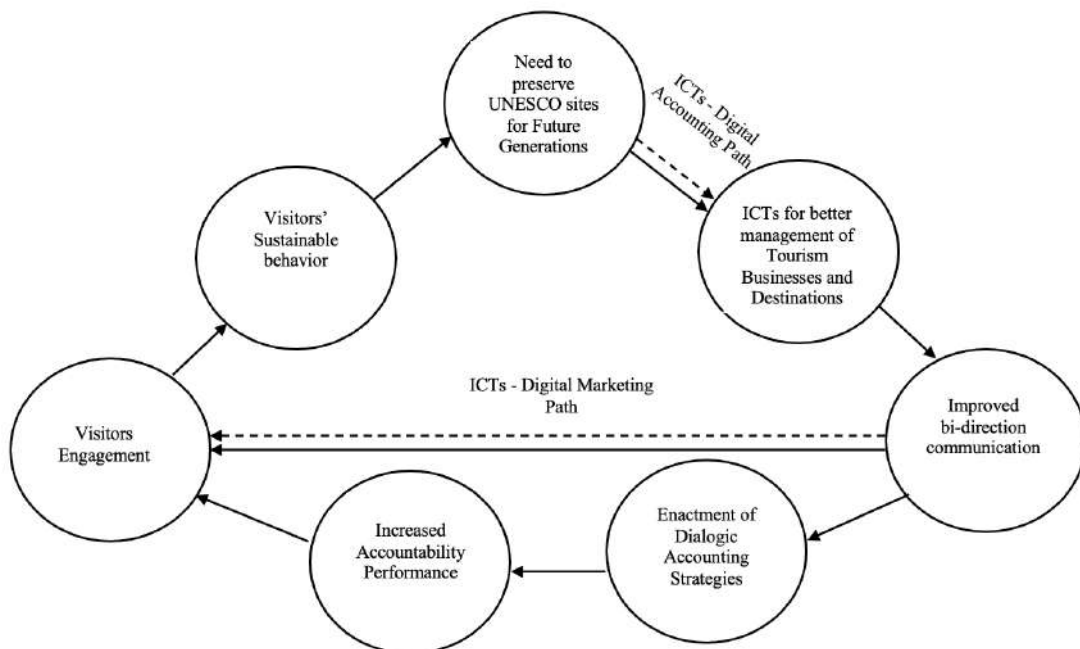 Need to
preserve
UNESCO sites
for Future
Generations
ICTs - Digital
Accounting Path
Visitors'
Sustainable
behavior
ICTs for better
management of
Tourism
Businesses and
Destinations
ICTs - Digital Marketing
Path
Visitors
Engagement
Improved
bi-direction
communication
Increased
Accountability
Performance
Enactment of
Dialogic
Accounting
Strategies